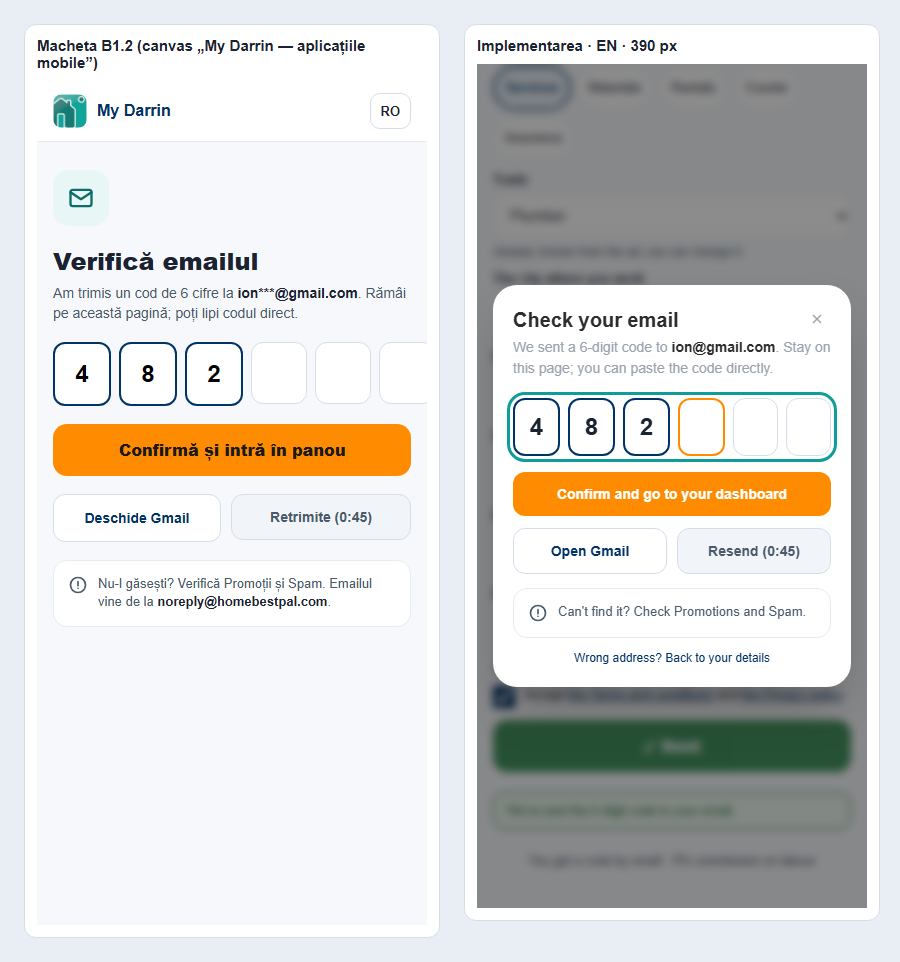 Macheta B1.2 (canvas „My Darrin — aplicațiile
mobile”)
My Darrin
RO
Verifică emailul
Am trimis un cod de 6 cifre la ion***@gmail.com. Rămâi
pe această pagină; poți lipi codul direct.
4 8 2
Confirmă și intră în panou
Deschide Gmail
Retrimite (0:45)
Nu-l găsești? Verifică Promoții și Spam. Emailul
vine de la noreply@homebestpal.com.
Implementarea · EN · 390 px
Check your email
×
We sent a 6-digit code to ion@gmail.com. Stay on
this page; you can paste the code directly.
4 8 2
Confirm and go to your dashboard
Open Gmail
Resend (0:45)
Can't find it? Check Promotions and Spam.
Wrong address? Back to your details